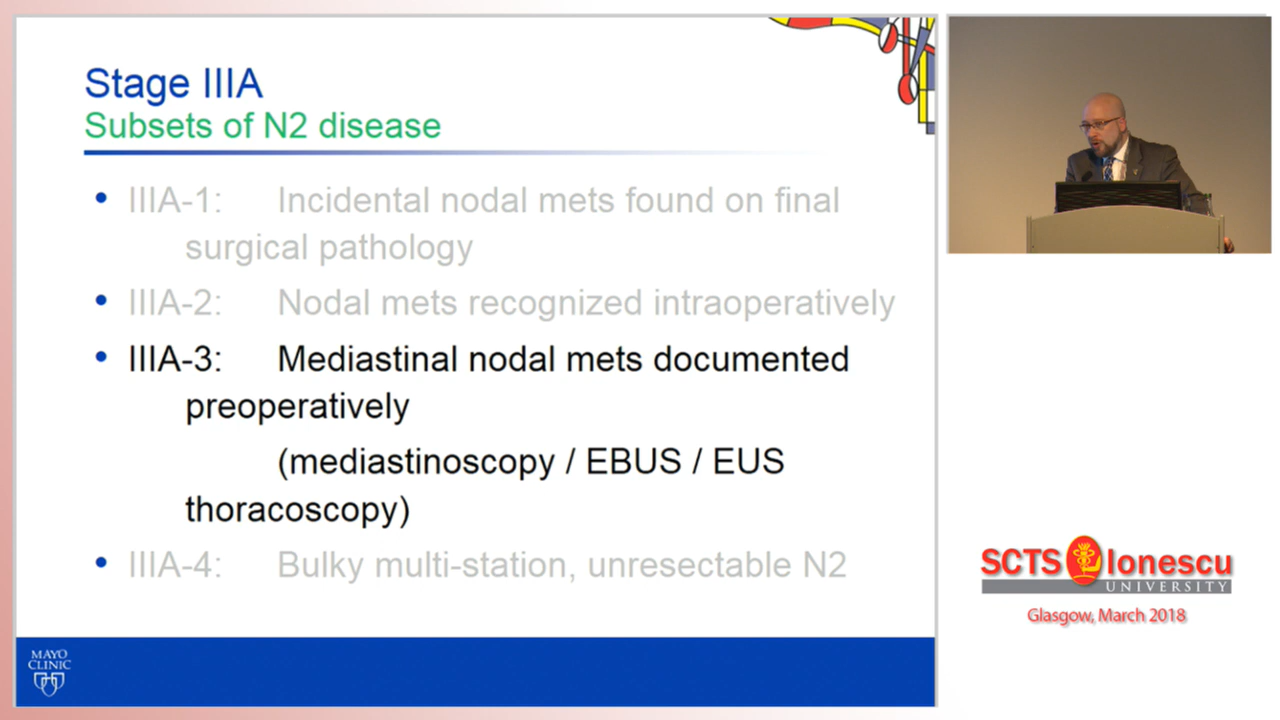 Stage IIIA
Subsets of N2 disease
• IIIA-1: Incidental nodal mets found on final
surgical pathology
• IIIA-2: Nodal mets recognized intraoperatively
• IIIA-3: Mediastinal nodal mets documented
preoperatively
(mediastinoscopy / EBUS / EUS
thoracoscopy)
• IIIA-4: Bulky multi-station, unresectable N2
MAYO
CLINIC
SCTS Ionescu
UNIVERSITY
Glasgow, March 2018